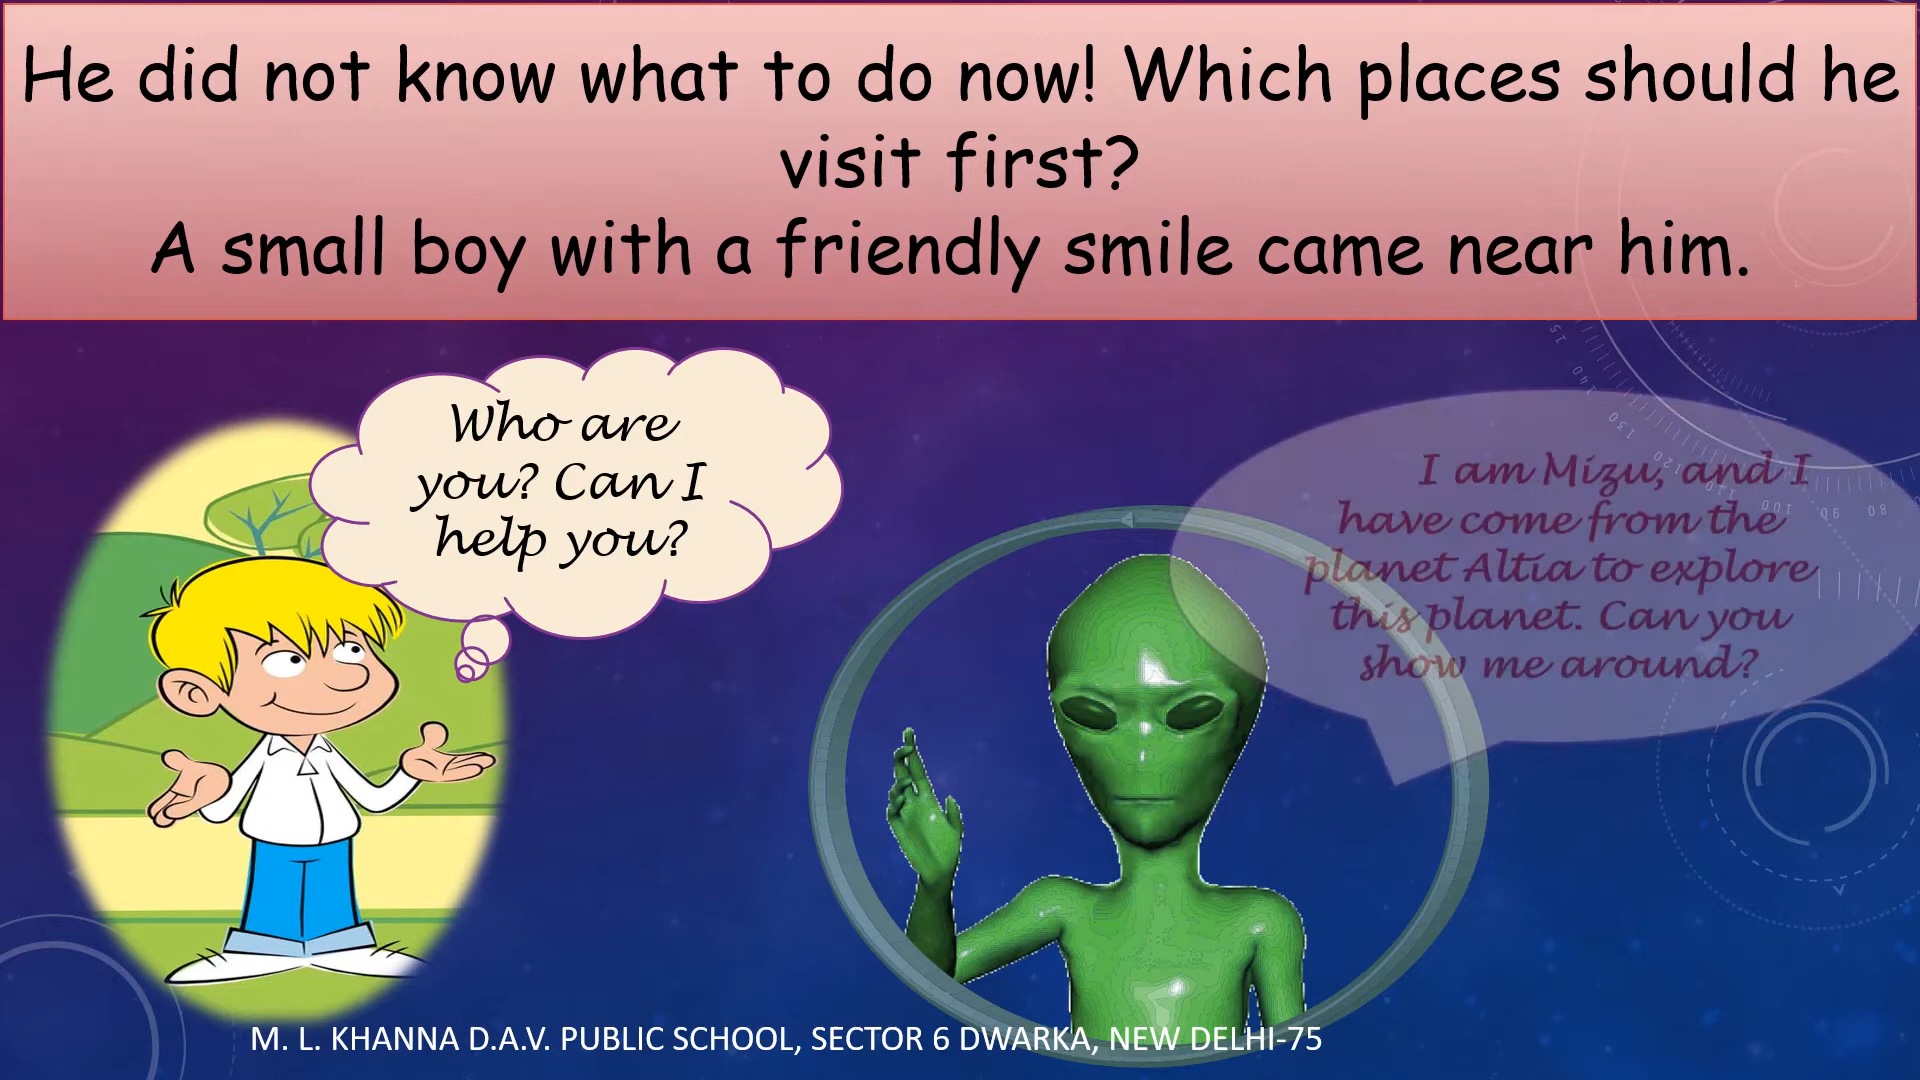 He did not know what to do now! Which places should he
visit first?
A small boy with a friendly smile came near him.
Who are
you? Can I
help you?
I am Mizu, and I
have come from the
planet Altia to explore
this planet. Can you
show me around?
M. L. KHANNA D.A.V. PUBLIC SCHOOL, SECTOR 6 DWARKA, NEW DELHI-75